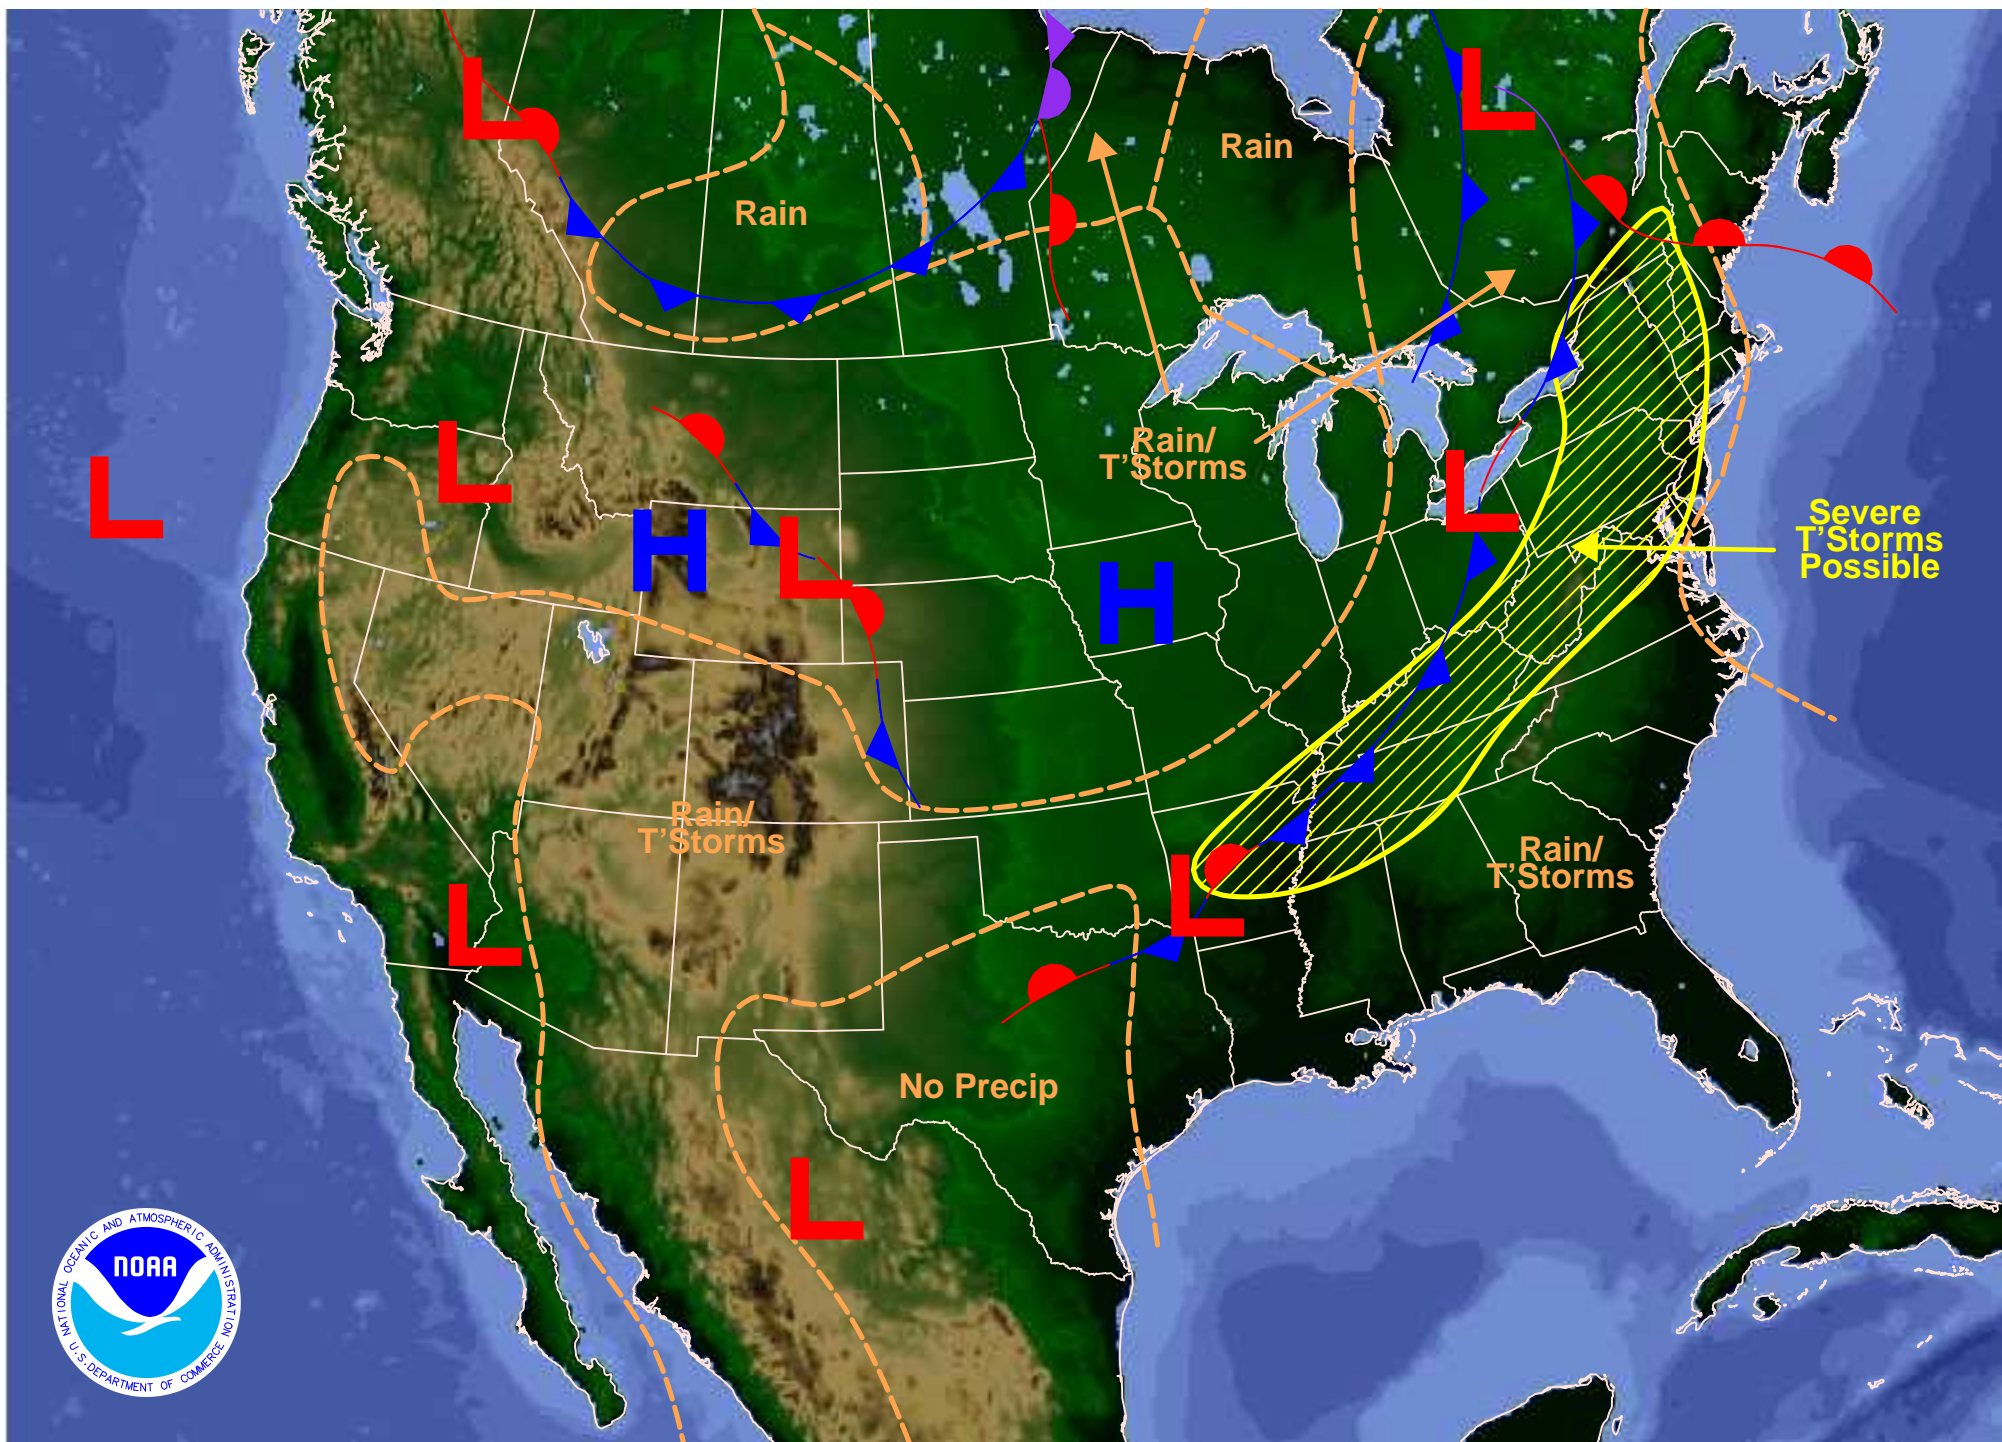 L
L
Rain
Rain
L
L
L
Rain/
T'Storms
L
Severe
T'Storms
Possible
H
L
H
Rain/
T'Storms
Rain/
T'Storms
L
L
No Precip
L
NATIONAL OCEANIC AND ATMOSPHERIC ADMINISTRATION
NOAA
U.S. DEPARTMENT OF COMMERCE